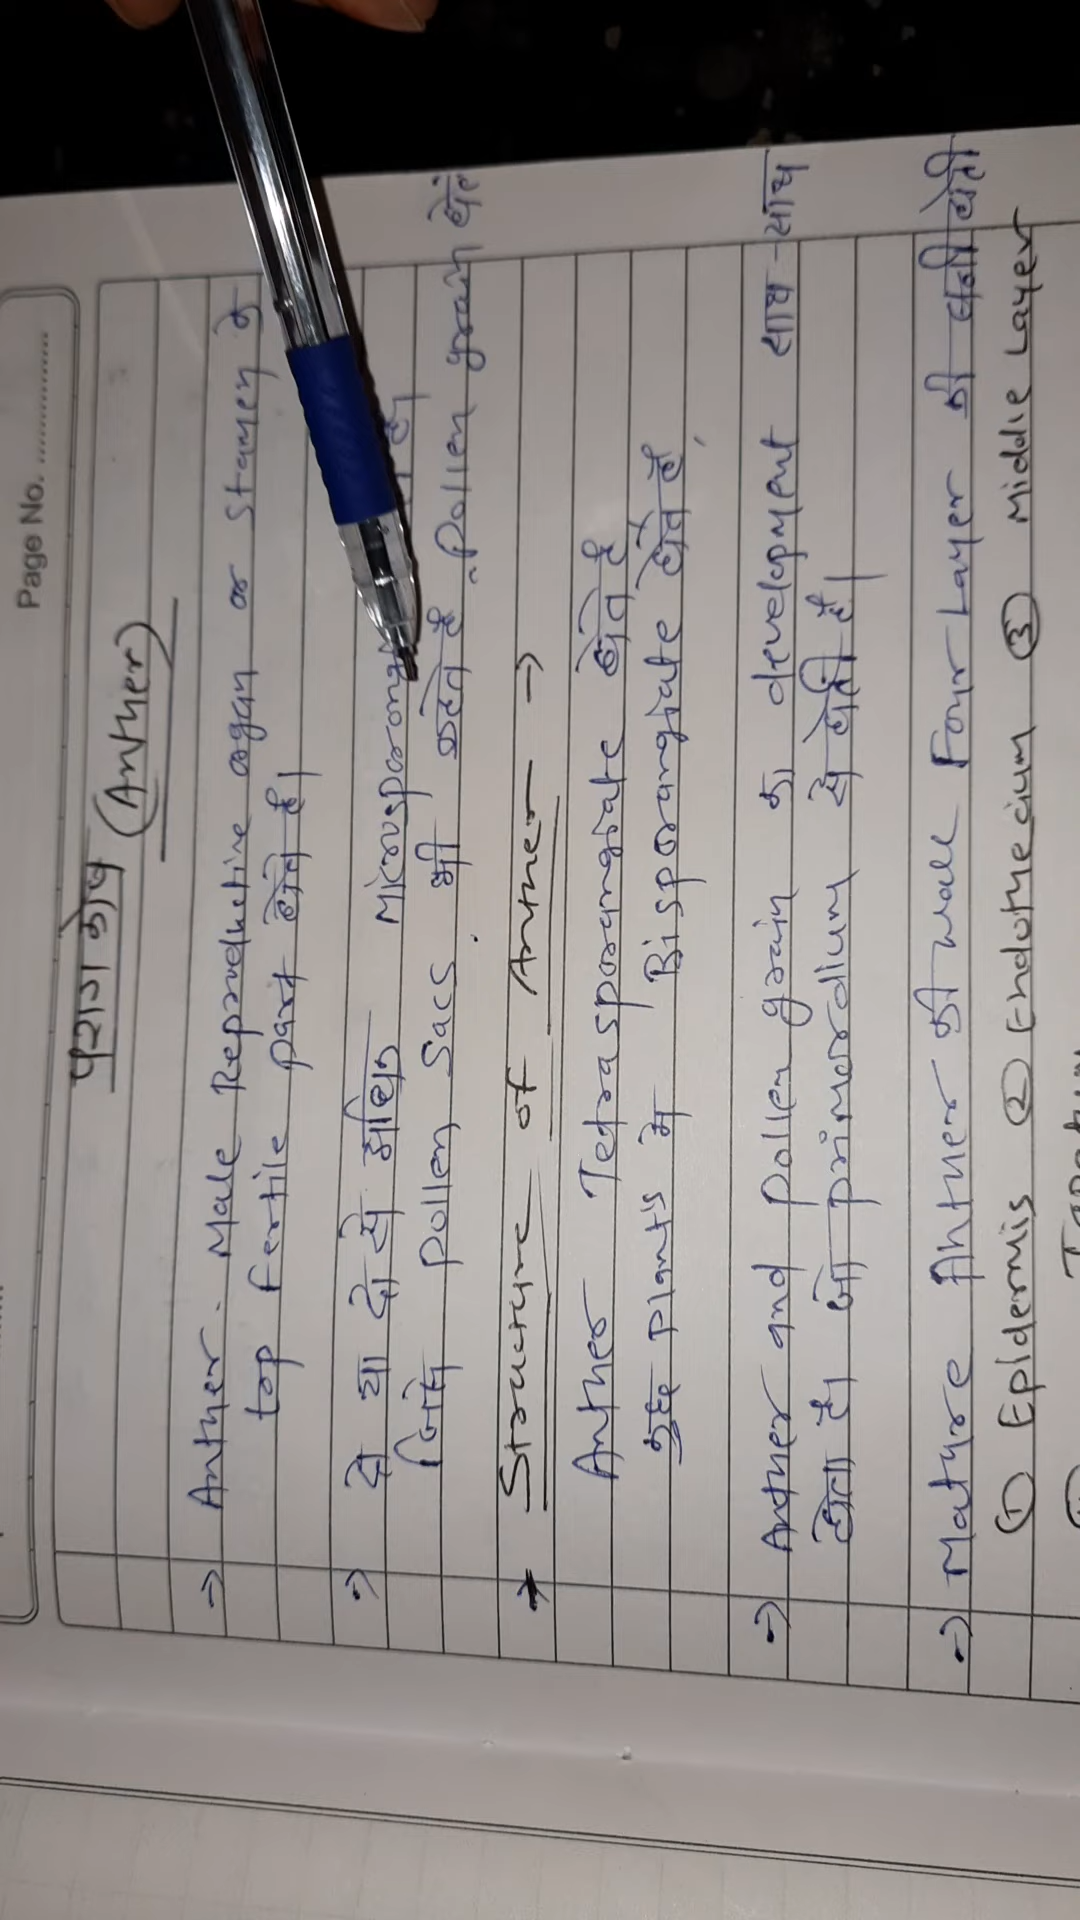 Page No. ..................
परागकोष (Anther)
→ Anther - Male Reproductive organ or Stamen के
top fertile part होते है।
→ दो या दो से अधिक Microsporang
जिसे pollen sacs भी कहते है Pollen grain होते
* Structure of Anther →
Anther Tetrasporangiate होते है
कुछ plants में Bisporangiate होते है,
→ Anther and pollen grain का development साथ-साथ
होता है। जो primordium से होती है।
→ Mature Anther की wall Four Layer की बनी होती
① Epidermis ② Endothecium ③ Middle Layer